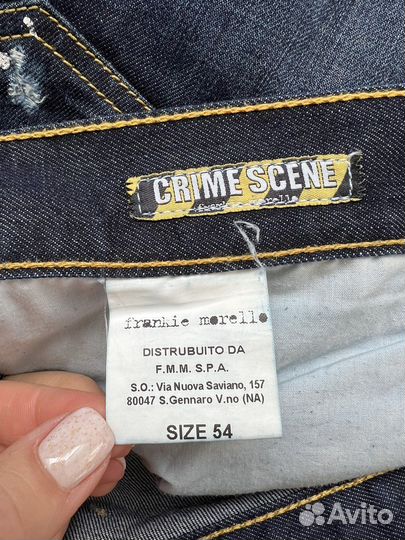 CRIME SCENE
frankie morello
frankie morello
DISTRUBUITO DA
F.M.M. S.P.A.
S.O.: Via Nuova Saviano, 157
80047 S.Gennaro V.no (NA)
SIZE 54
Avito